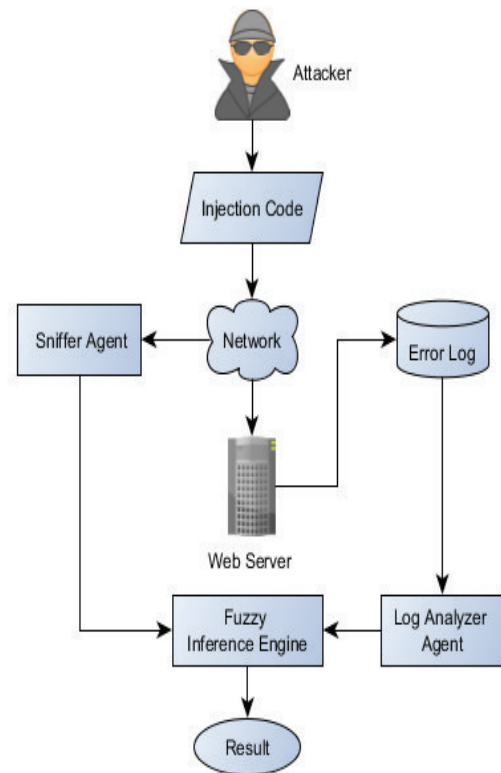 Attacker
Injection Code
Sniffer Agent
Network
Error Log
Web Server
Fuzzy
Inference Engine
Log Analyzer
Agent
Result